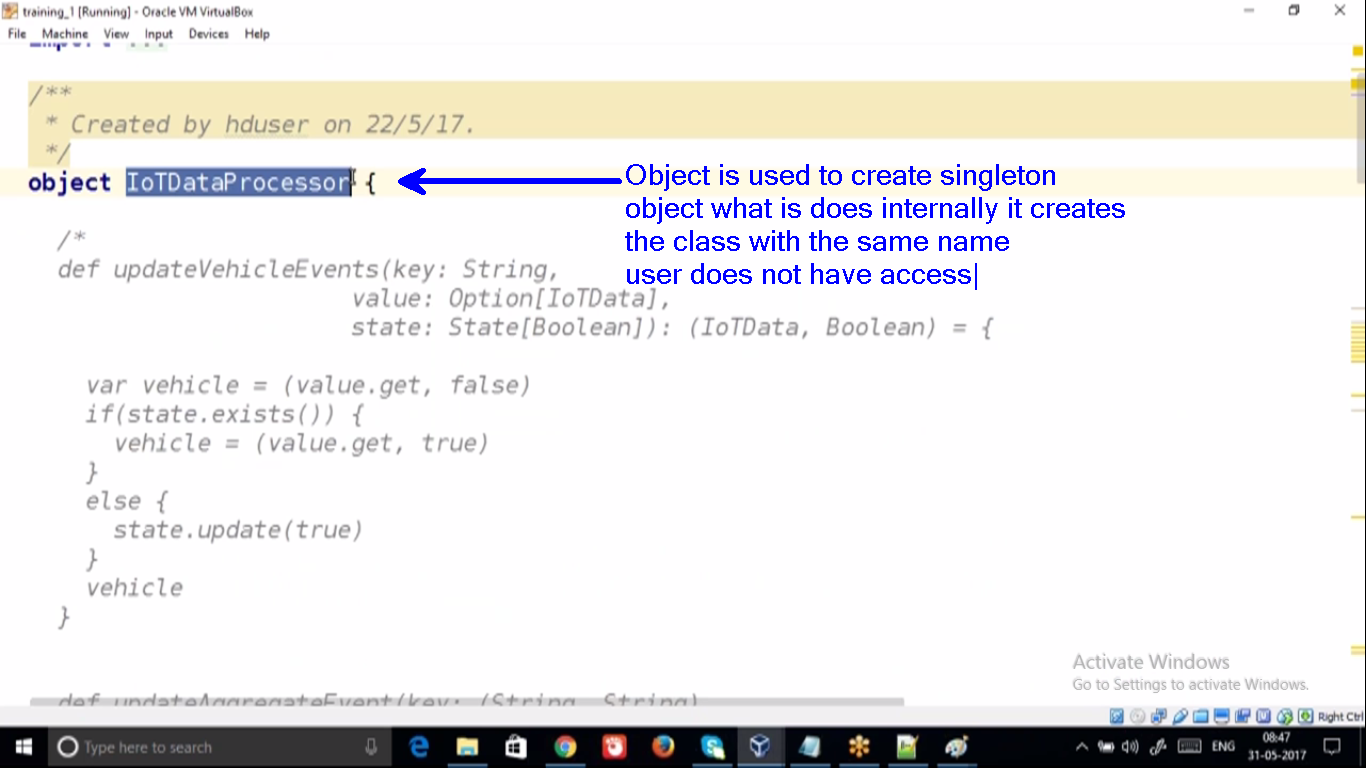 training_1 [Running] - Oracle VM VirtualBox
File Machine View Input Devices Help
import ...
/**
* Created by hduser on 22/5/17.
*/
object IoTDataProcessor {
Object is used to create singleton
object what is does internally it creates
the class with the same name
user does not have access
/*
def updateVehicleEvents(key: String,
value: Option[IoTData],
state: State[Boolean]): (IoTData, Boolean) = {
var vehicle = (value.get, false)
if(state.exists()) {
vehicle = (value.get, true)
}
else {
state.update(true)
}
vehicle
}
def updateAggregateEvent(key: (String, String)
Activate Windows
Go to Settings to activate Windows.
Right Ctrl
Type here to search
ENG
08:47
31-05-2017